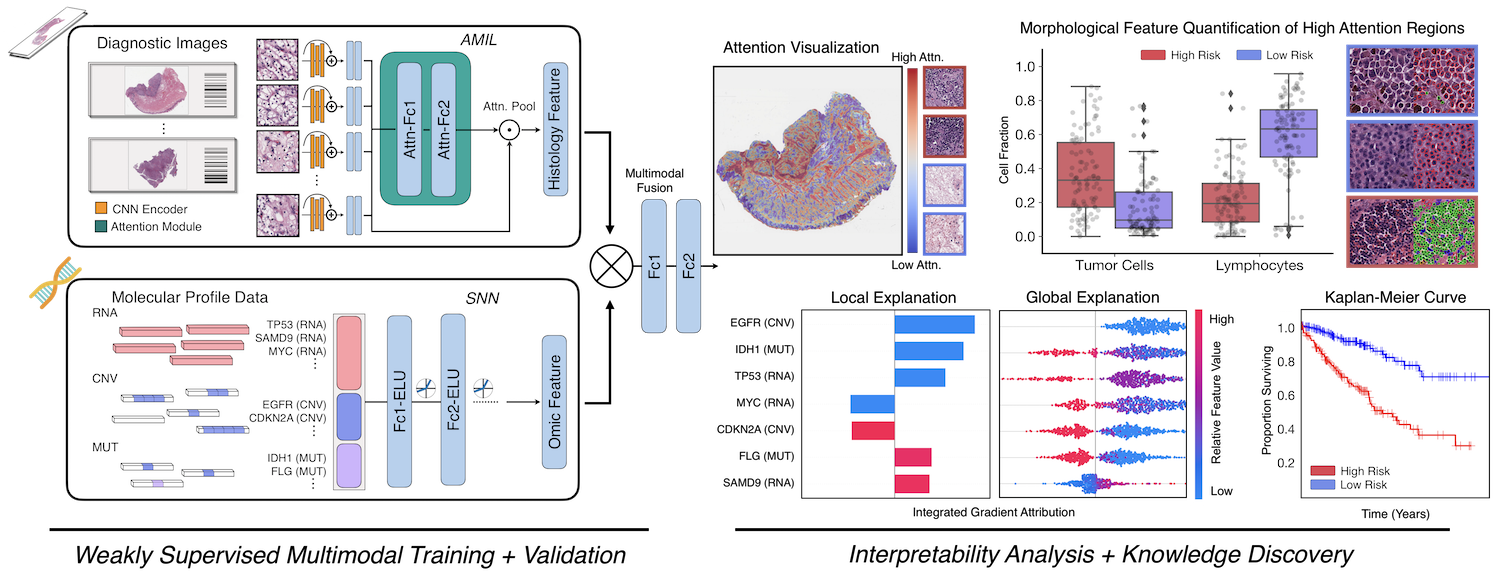 Diagnostic Images
AMIL
CNN Encoder
Attention Module
Attn-Fc1
Attn-Fc2
Attn. Pool
Histology Feature
Molecular Profile Data
SNN
RNA
TP53 (RNA)
SAMD9 (RNA)
MYC (RNA)
CNV
EGFR (CNV)
CDKN2A (CNV)
MUT
IDH1 (MUT)
FLG (MUT)
Fc1-ELU
Fc2-ELU
Omic Feature
Multimodal
Fusion
Fc1
Fc2
Weakly Supervised Multimodal Training + Validation
Attention Visualization
High Attn.
Low Attn.
Morphological Feature Quantification of High Attention Regions
High Risk
Low Risk
Cell Fraction
1.0
0.8
0.6
0.4
0.2
0.0
Tumor Cells
Lymphocytes
Local Explanation
EGFR (CNV)
IDH1 (MUT)
TP53 (RNA)
MYC (RNA)
CDKN2A (CNV)
FLG (MUT)
SAMD9 (RNA)
Global Explanation
High
Relative Feature Value
Low
Integrated Gradient Attribution
Kaplan-Meier Curve
Proportion Surviving
1.0
0.8
0.6
0.4
0.2
High Risk
Low Risk
Time (Years)
Interpretability Analysis + Knowledge Discovery